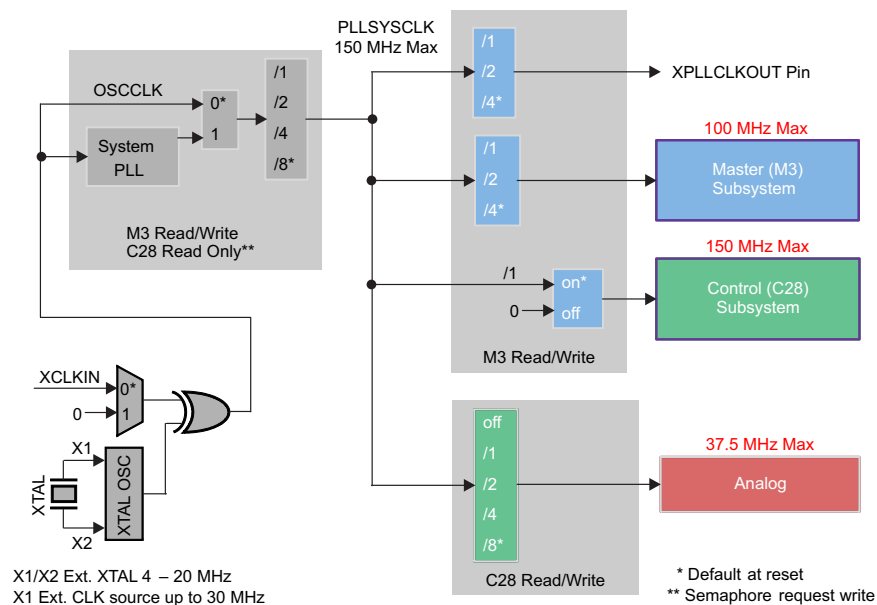 PLLSYSCLK
150 MHz Max
OSCCLK
0*
1
System
PLL
/1
/2
/4
/8*
M3 Read/Write
C28 Read Only**
/1
/2
/4*
XPLLCLKOUT Pin
/1
/2
/4*
100 MHz Max
Master (M3)
Subsystem
/1
0
on*
off
150 MHz Max
Control (C28)
Subsystem
M3 Read/Write
XCLKIN
0
0*
1
X1
XTAL
X2
XTAL OSC
off
/1
/2
/4
/8*
C28 Read/Write
37.5 MHz Max
Analog
X1/X2 Ext. XTAL 4 – 20 MHz
X1 Ext. CLK source up to 30 MHz
* Default at reset
** Semaphore request write